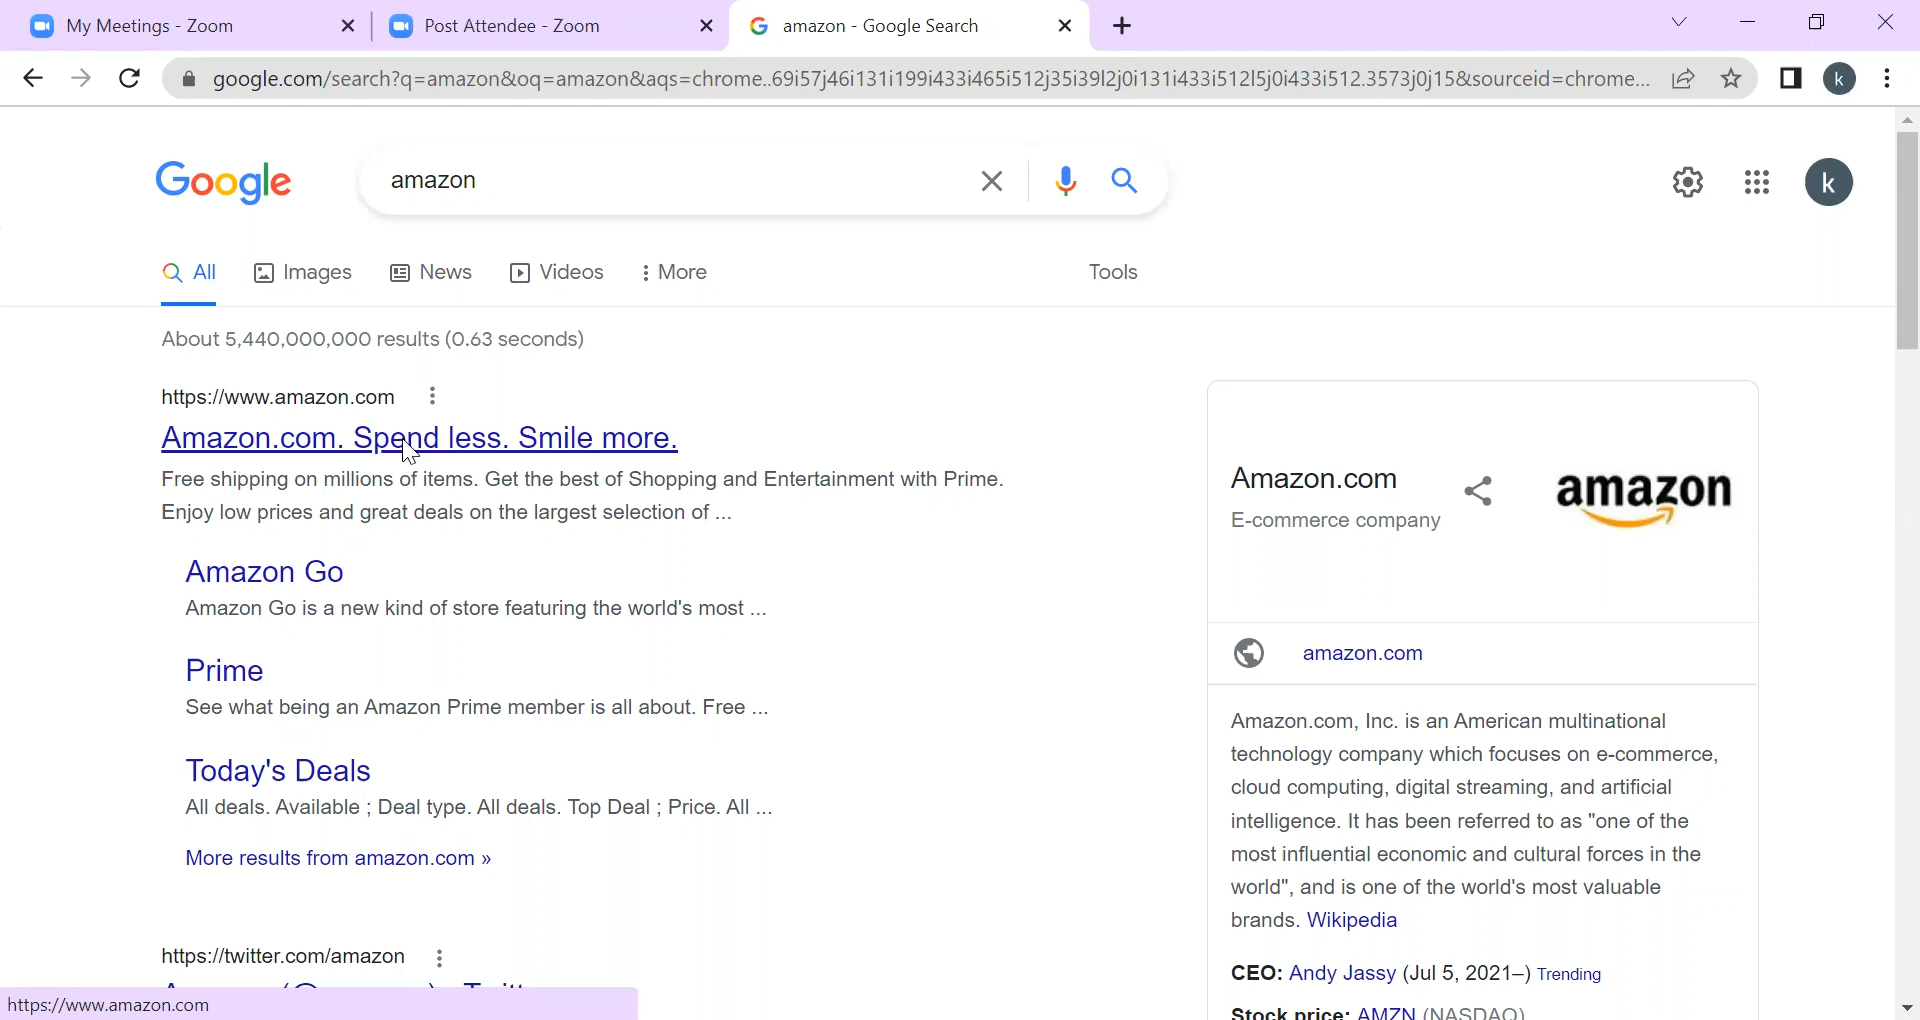 My Meetings - Zoom
Post Attendee - Zoom
amazon - Google Search
google.com/search?q=amazon&oq=amazon&aqs=chrome..69i57j46i131i199i433i465i512j35i39l2j0i131i433i512l5j0i433i512.3573j0j15&sourceid=chrome...
k
Google
amazon
k
All
Images
News
Videos
More
Tools
About 5,440,000,000 results (0.63 seconds)
https://www.amazon.com
Amazon.com. Spend less. Smile more.
Free shipping on millions of items. Get the best of Shopping and Entertainment with Prime.
Enjoy low prices and great deals on the largest selection of ...
Amazon Go
Amazon Go is a new kind of store featuring the world's most ...
Prime
See what being an Amazon Prime member is all about. Free ...
Today's Deals
All deals. Available ; Deal type. All deals. Top Deal ; Price. All ...
More results from amazon.com »
https://twitter.com/amazon
https://www.amazon.com
Amazon.com
E-commerce company
amazon
amazon.com
Amazon.com, Inc. is an American multinational
technology company which focuses on e-commerce,
cloud computing, digital streaming, and artificial
intelligence. It has been referred to as "one of the
most influential economic and cultural forces in the
world", and is one of the world's most valuable
brands. Wikipedia
CEO: Andy Jassy (Jul 5, 2021–) Trending
Stock price: AMZN (NASDAQ)